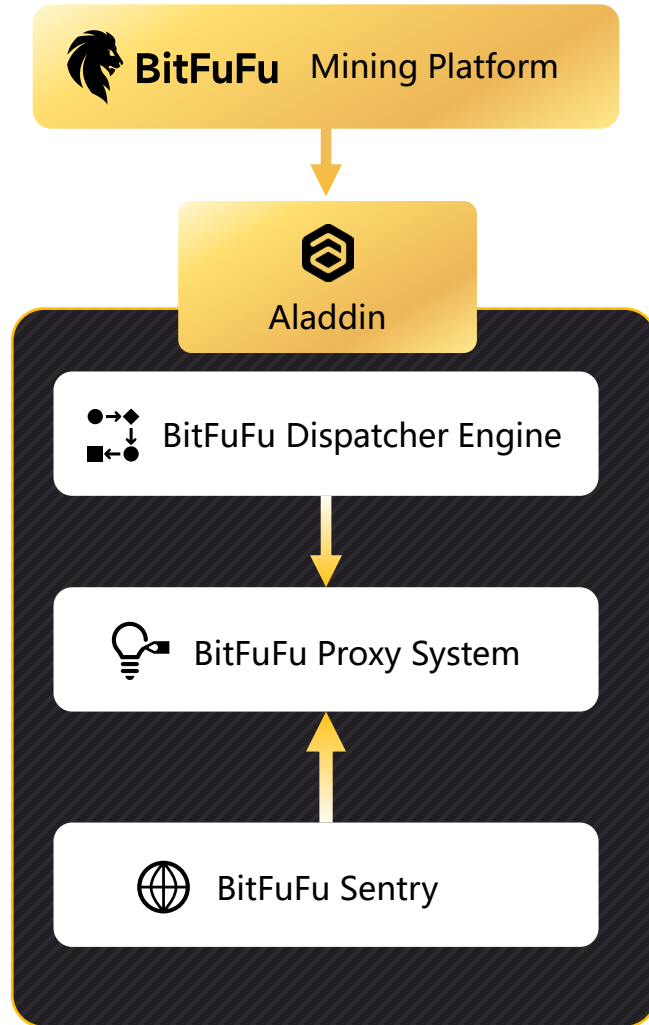 BitFuFu Mining Platform
Aladdin
BitFuFu Dispatcher Engine
BitFuFu Proxy System
BitFuFu Sentry